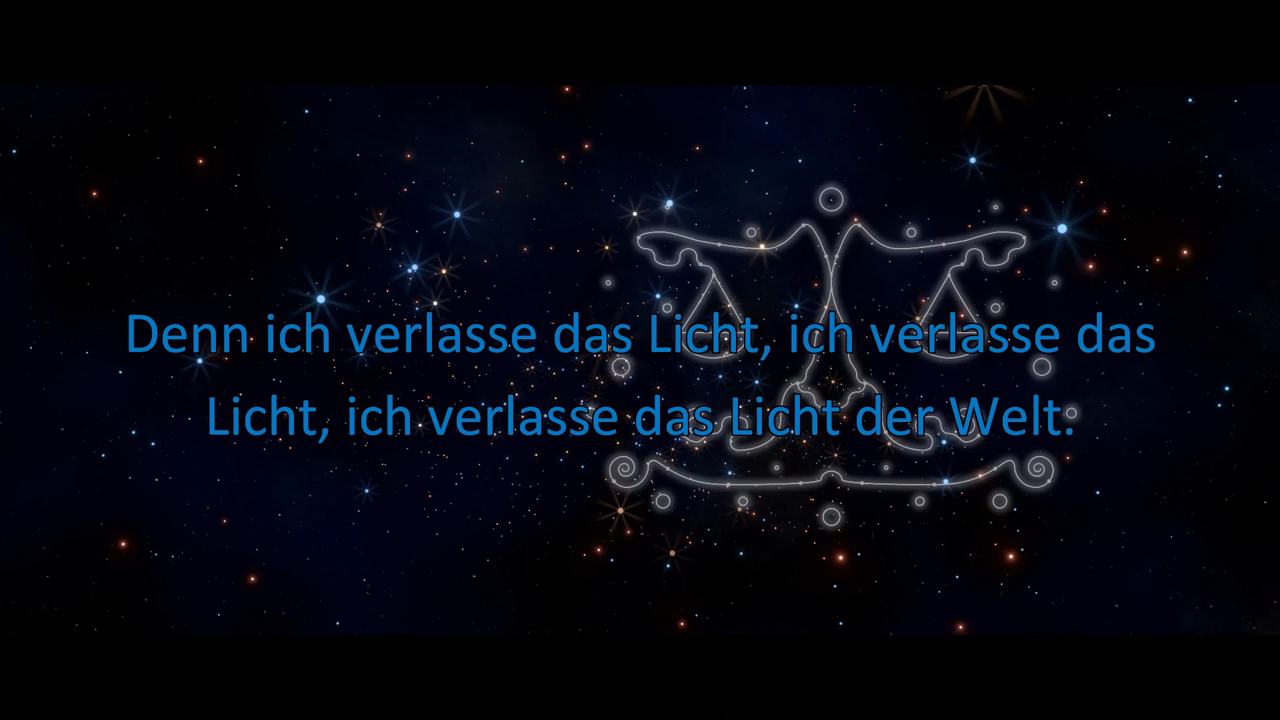 Denn ich verlasse das Licht, ich verlasse das
Licht, ich verlasse das Licht der Welt.